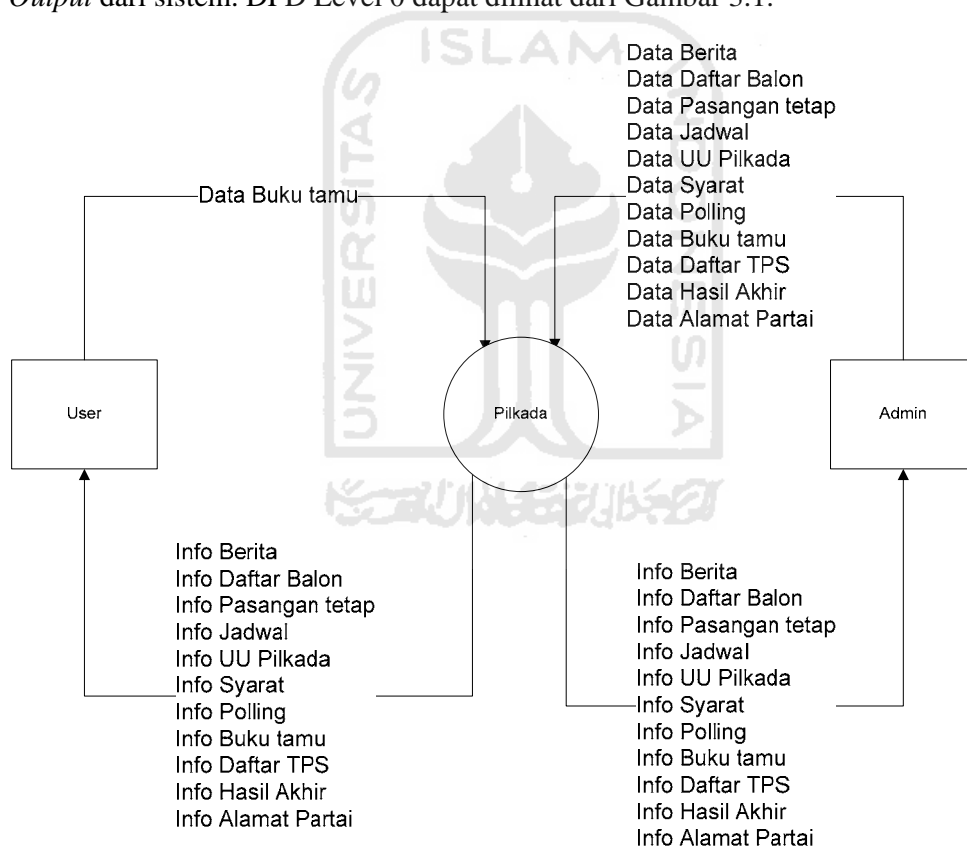 Output dari sistem. DFD Level 0 dapat dilihat dari Gambar 3.1.
ISLAM
UNIVERSITAS
INDONESIA
Data Berita
Data Daftar Balon
Data Pasangan tetap
Data Jadwal
Data UU Pilkada
Data Syarat
Data Polling
Data Buku tamu
Data Daftar TPS
Data Hasil Akhir
Data Alamat Partai
Data Buku tamu
User
Pilkada
Admin
Info Berita
Info Daftar Balon
Info Pasangan tetap
Info Jadwal
Info UU Pilkada
Info Syarat
Info Polling
Info Buku tamu
Info Daftar TPS
Info Hasil Akhir
Info Alamat Partai
Info Berita
Info Daftar Balon
Info Pasangan tetap
Info Jadwal
Info UU Pilkada
Info Syarat
Info Polling
Info Buku tamu
Info Daftar TPS
Info Hasil Akhir
Info Alamat Partai